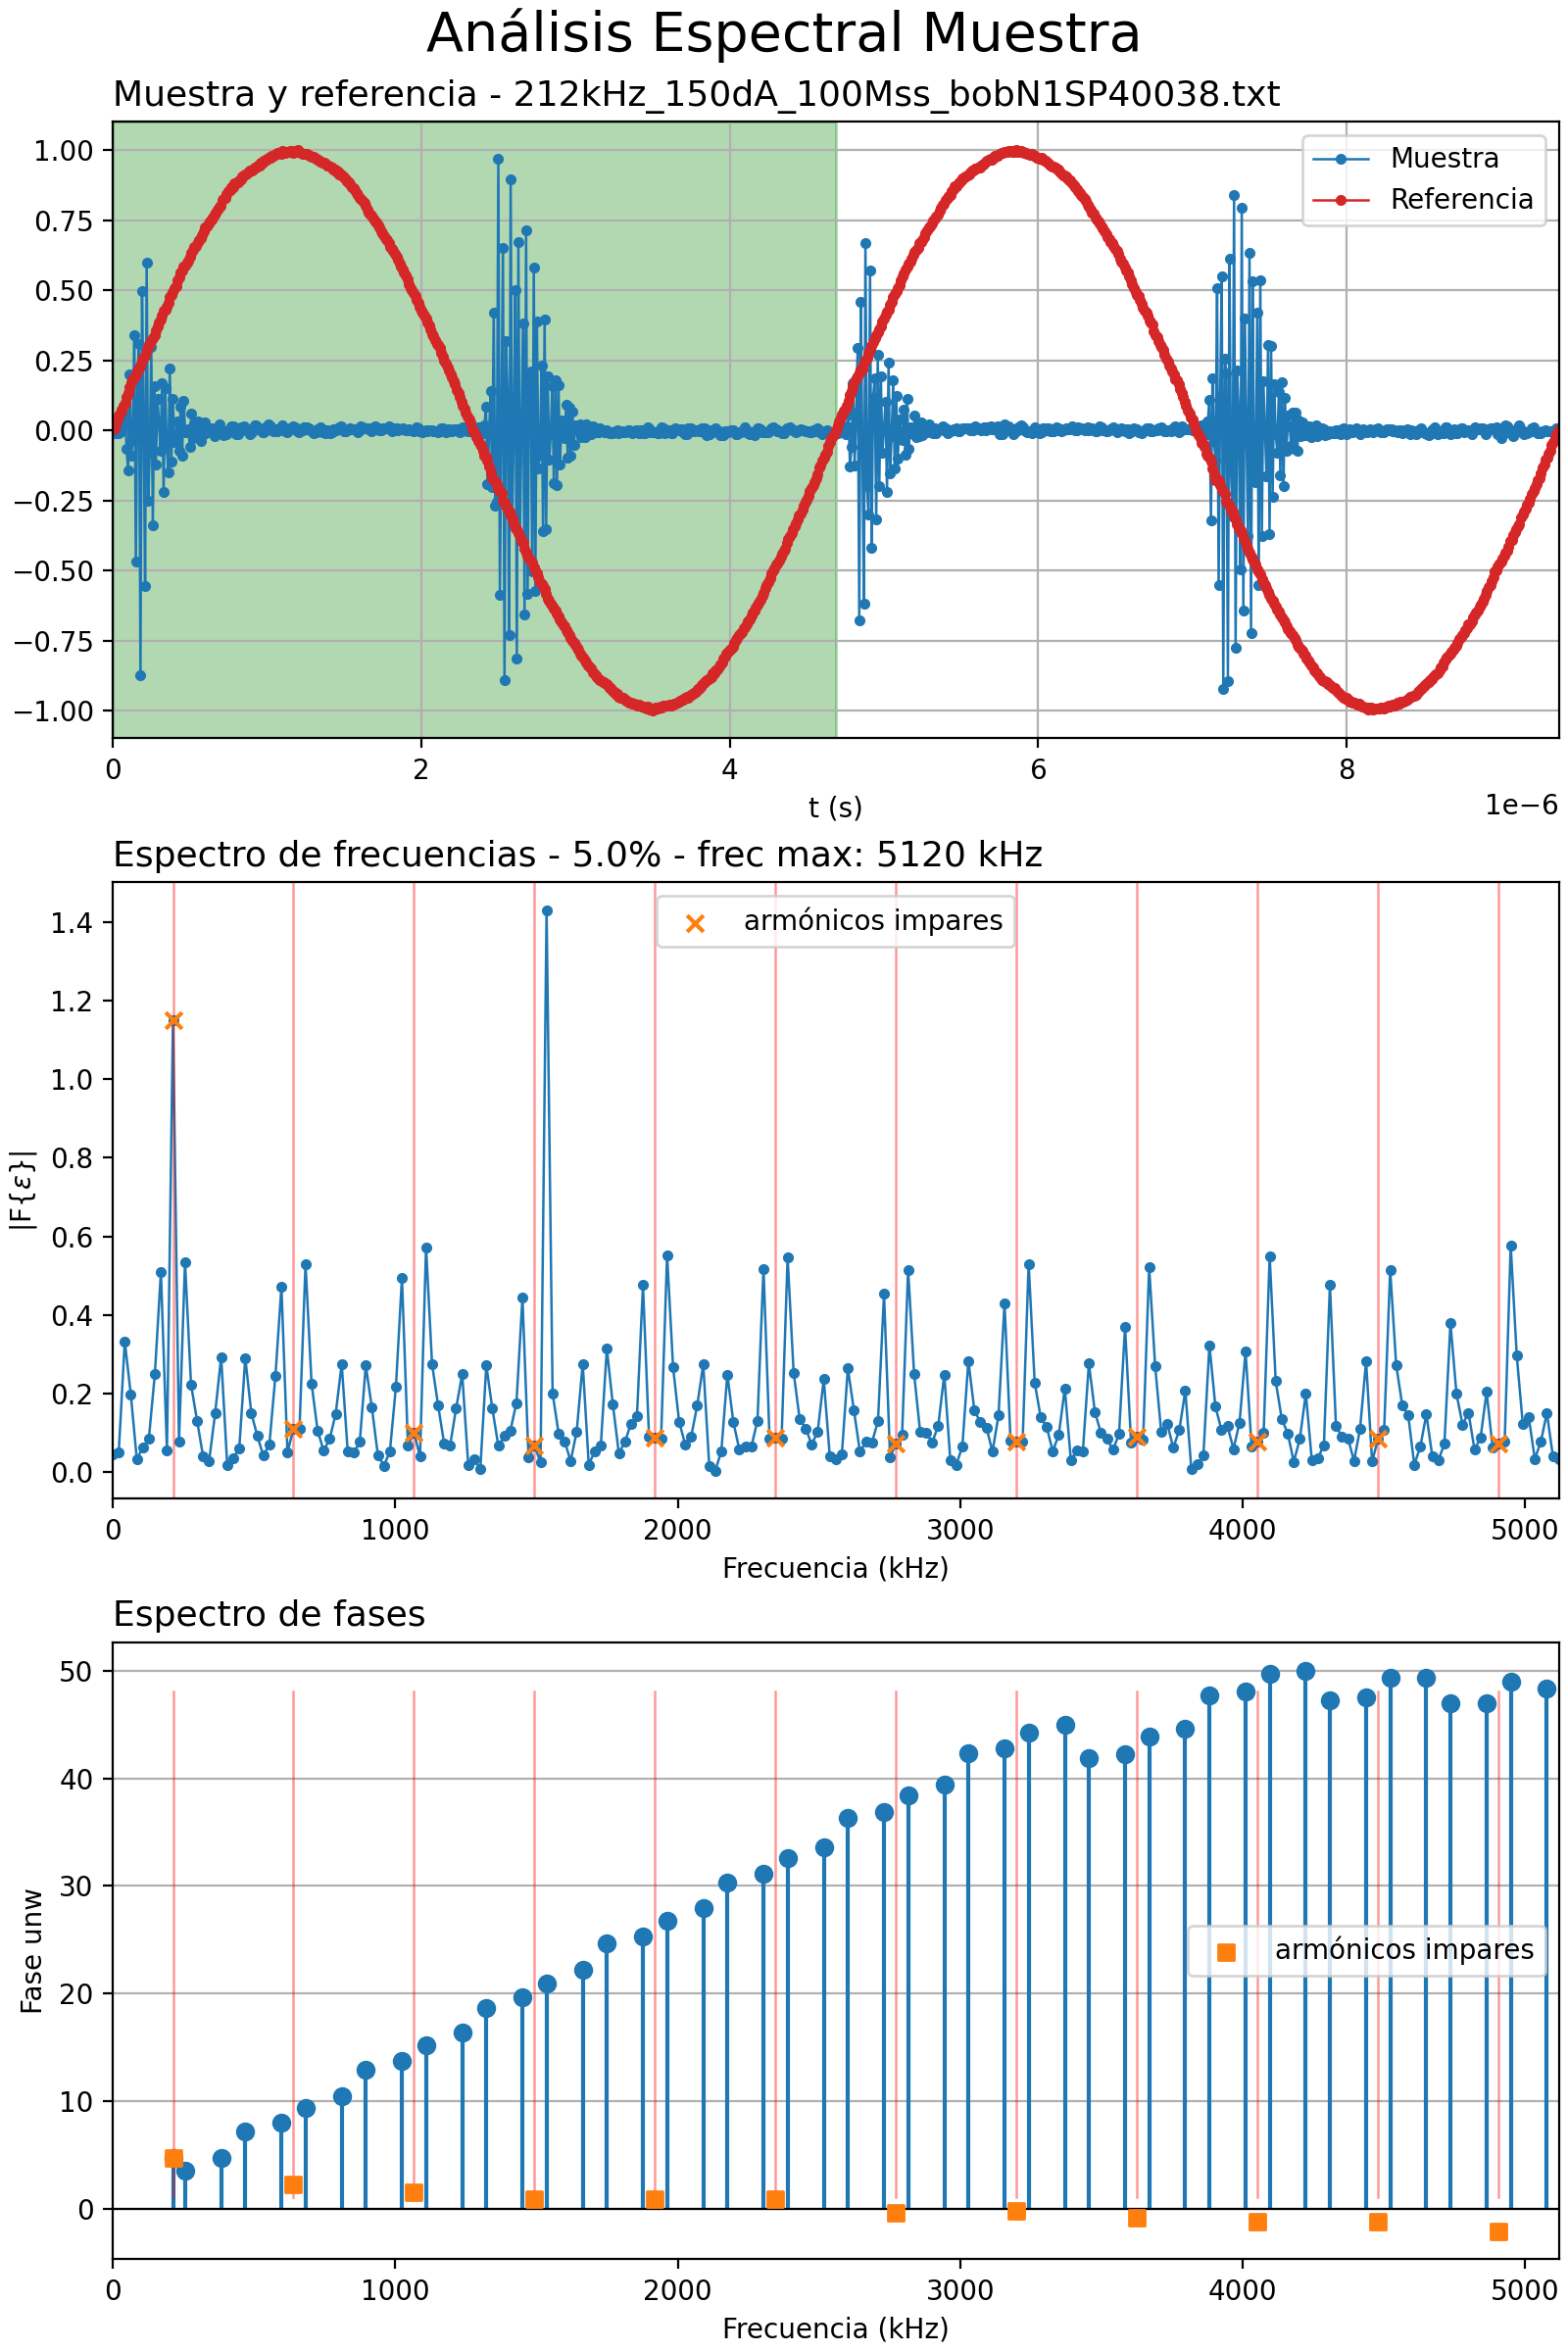 Análisis Espectral Muestra
Muestra y referencia - 212kHz_150dA_100Mss_bobN1SP40038.txt
1.00
0.75
0.50
0.25
0.00
−0.25
−0.50
−0.75
−1.00
Muestra
Referencia
0 2 4 6 8
t (s)
1e−6
Espectro de frecuencias - 5.0% - frec max: 5120 kHz
|F{ε}|
1.4
1.2
1.0
0.8
0.6
0.4
0.2
0.0
armónicos impares
0 1000 2000 3000 4000 5000
Frecuencia (kHz)
Espectro de fases
Fase unw
50
40
30
20
10
0
armónicos impares
0 1000 2000 3000 4000 5000
Frecuencia (kHz)